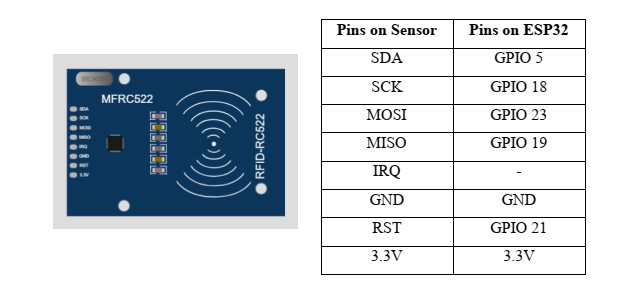 MFRC522
SDA
SCK
MOSI
MISO
IRQ
GND
RST
3.3V
RFID-RC522
Pins on Sensor Pins on ESP32
SDA GPIO 5
SCK GPIO 18
MOSI GPIO 23
MISO GPIO 19
IRQ -
GND GND
RST GPIO 21
3.3V 3.3V